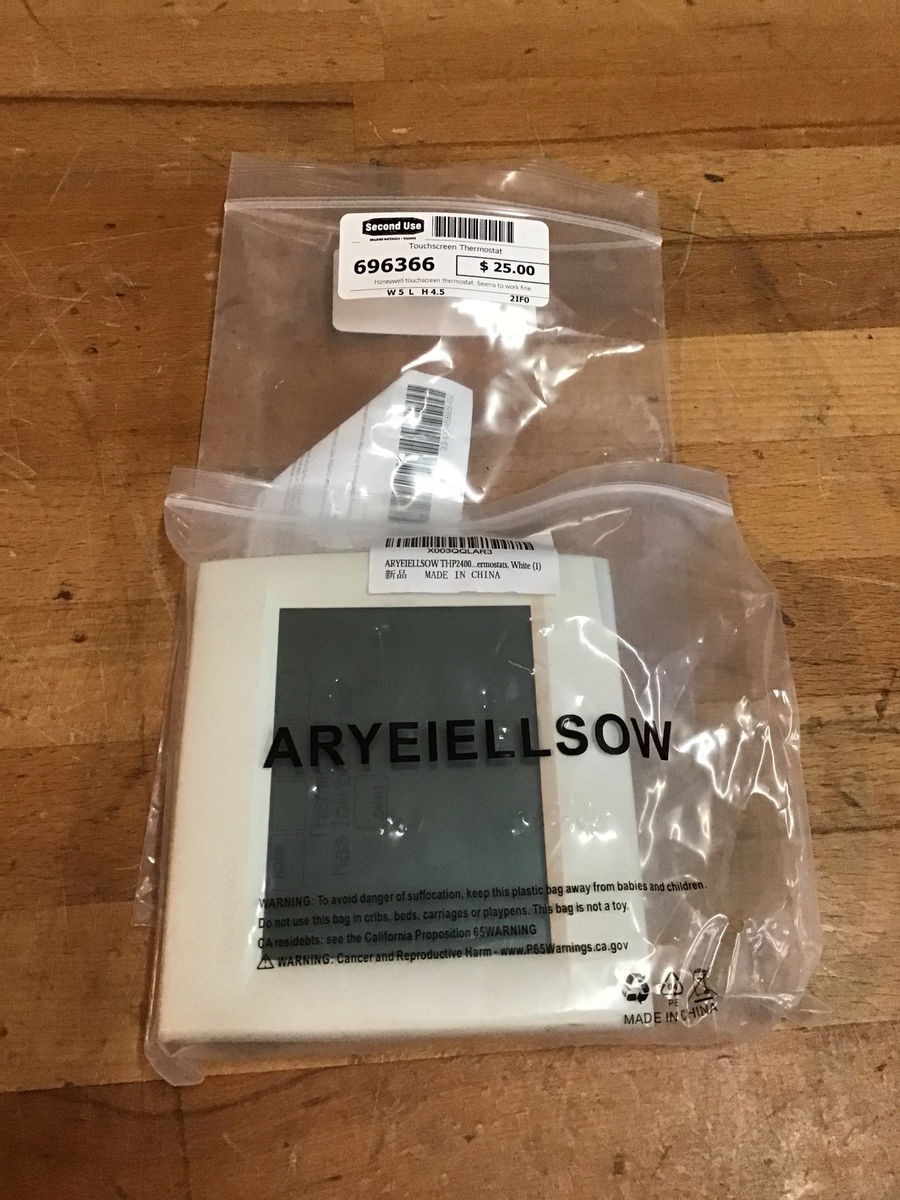 Second Use
BUILDING MATERIALS • SALVAGE
Touchscreen Thermostat
696366
$ 25.00
Honeywell touchscreen thermostat. Seems to work fine
W 5 L H 4.5
2IF0
X003QQLAR3
ARYEIELLSOW THP2400...ermostats, White (1)
新品 MADE IN CHINA
ARYEIELLSOW
WARNING: To avoid danger of suffocation, keep this plastic bag away from babies and children.
Do not use this bag in cribs, beds, carriages or playpens. This bag is not a toy.
CA residebts: see the California Proposition 65WARNING
WARNING: Cancer and Reproductive Harm - www.P65Warnings.ca.gov
PE
MADE IN CHINA